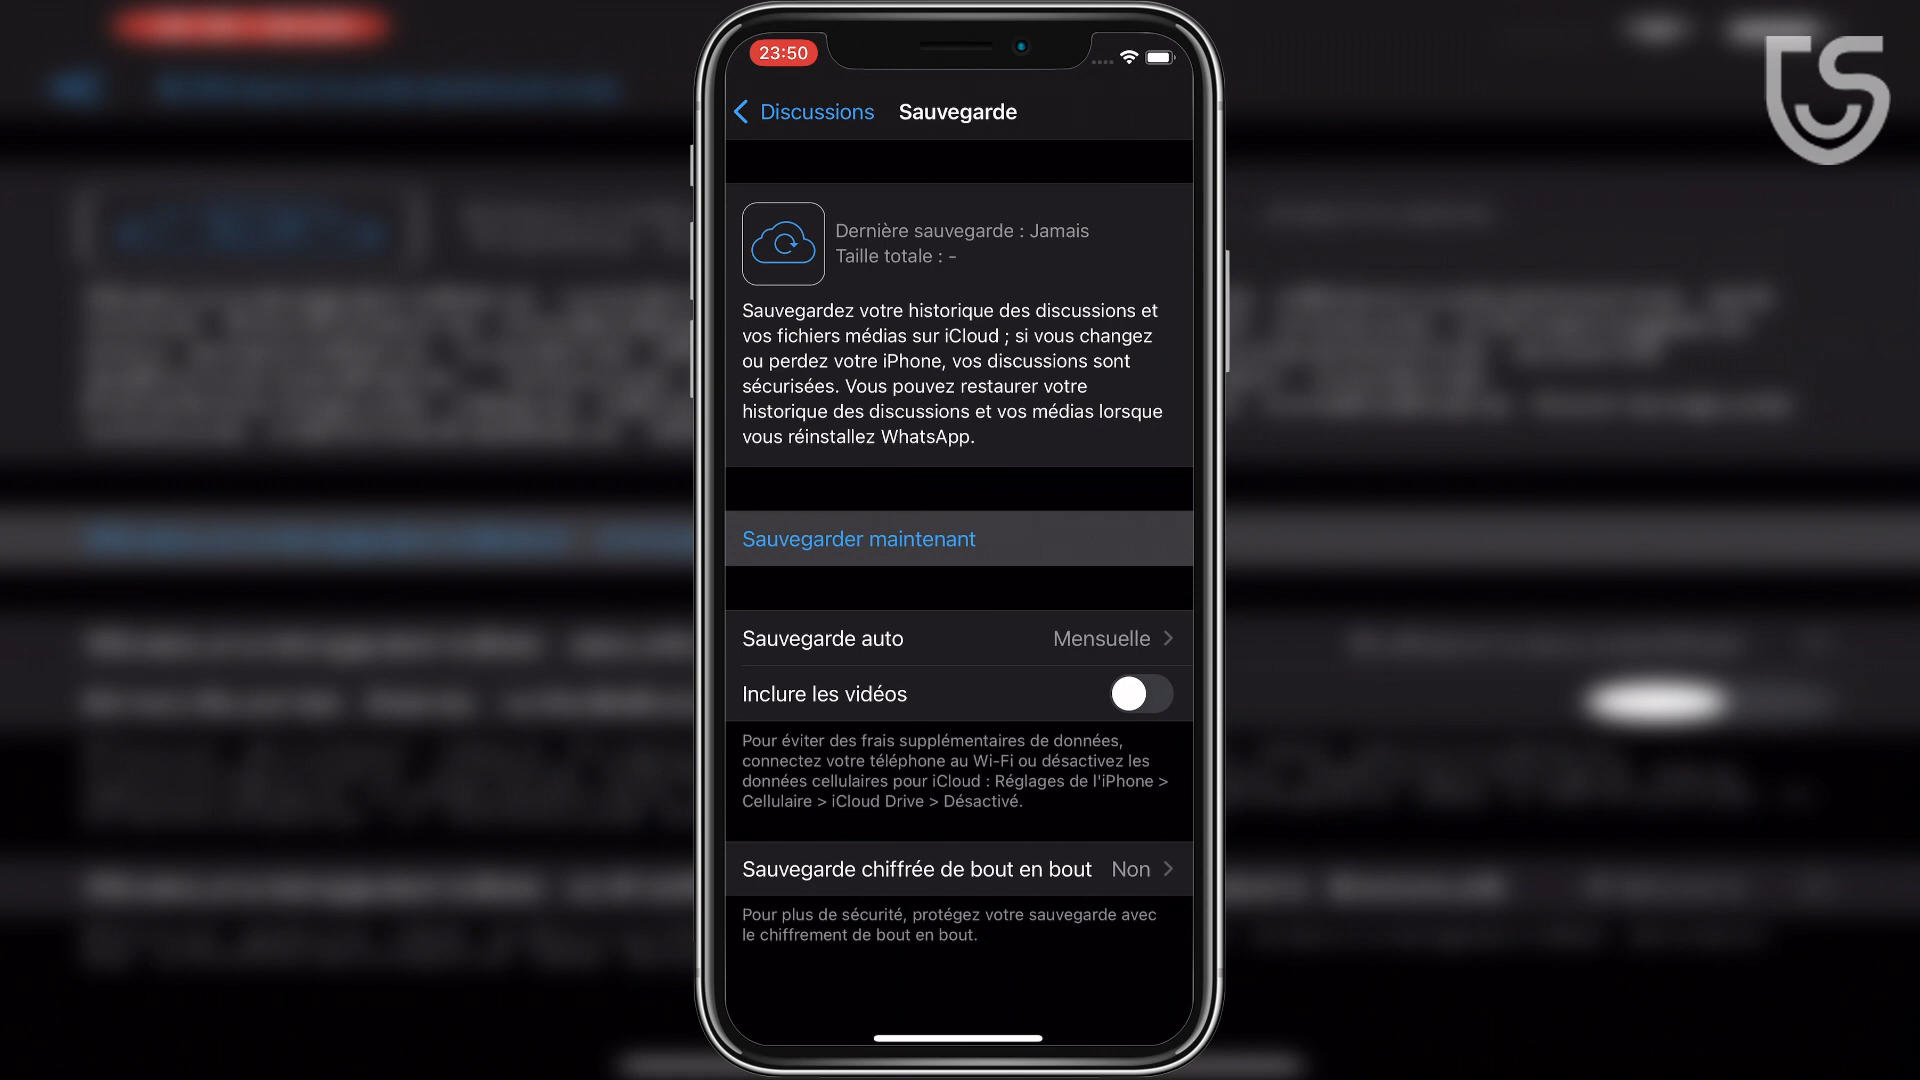 23:50
Discussions
Sauvegarde
Dernière sauvegarde : Jamais
Taille totale : -
Sauvegardez votre historique des discussions et
vos fichiers médias sur iCloud ; si vous changez
ou perdez votre iPhone, vos discussions sont
sécurisées. Vous pouvez restaurer votre
historique des discussions et vos médias lorsque
vous réinstallez WhatsApp.
Sauvegarder maintenant
Sauvegarde auto Mensuelle
Inclure les vidéos
Pour éviter des frais supplémentaires de données,
connectez votre téléphone au Wi-Fi ou désactivez les
données cellulaires pour iCloud : Réglages de l'iPhone >
Cellulaire > iCloud Drive > Désactivé.
Sauvegarde chiffrée de bout en bout Non
Pour plus de sécurité, protégez votre sauvegarde avec
le chiffrement de bout en bout.